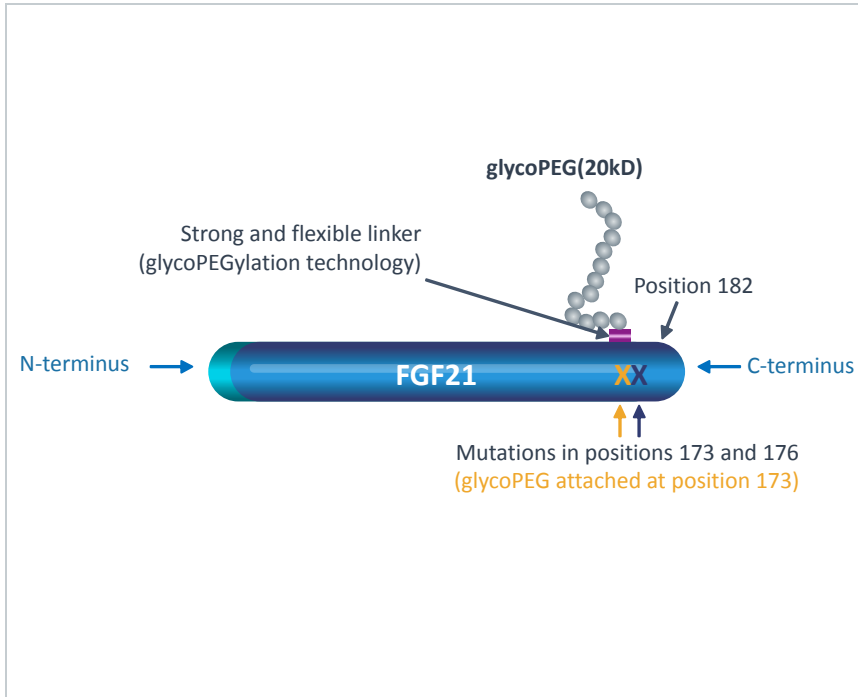 glycoPEG(20kD)
Strong and flexible linker
(glycoPEGylation technology)
Position 182
N-terminus
FGF21
XX
C-terminus
Mutations in positions 173 and 176
(glycoPEG attached at position 173)